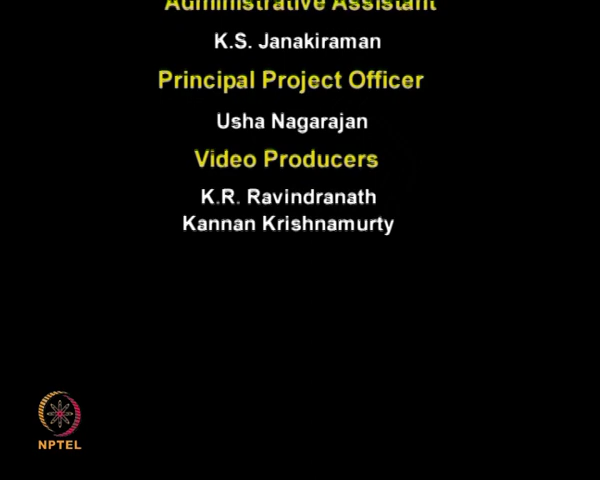 Administrative Assistant
K.S. Janakiraman
Principal Project Officer
Usha Nagarajan
Video Producers
K.R. Ravindranath
Kannan Krishnamurty
NPTEL